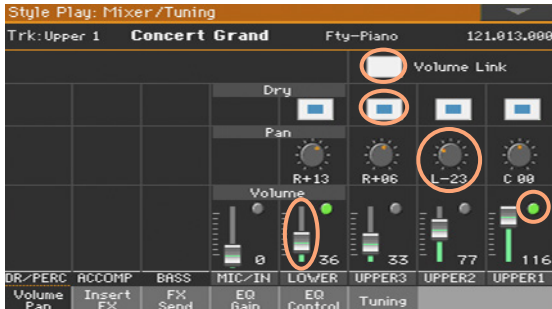 Style Play: Mixer/Tuning
Trk:Upper 1 Concert Grand Fty-Piano 121.013.000
Volume Link
Dry
Pan
R+13 R+06 L-23 C 00
Volume
0 36 33 77 116
DR/PERC ACCOMP BASS MIC/IN LOWER UPPER3 UPPER2 UPPER1
Volume Insert FX EQ EQ Tuning
Pan FX Send Gain Control